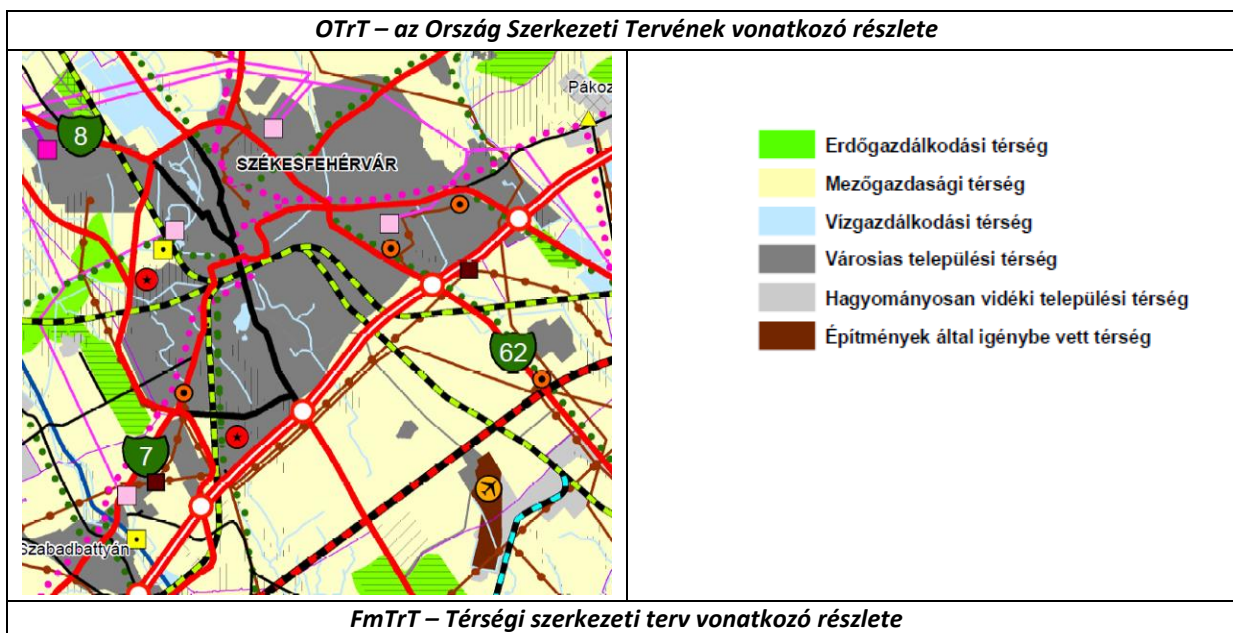 OTrT – az Ország Szerkezeti Tervének vonatkozó részlete
Pákoz
8
SZÉKESFEHÉRVÁR
62
7
Szabadbattyán
Erdőgazdálkodási térség
Mezőgazdasági térség
Vízgazdálkodási térség
Városias települési térség
Hagyományosan vidéki települési térség
Építmények által igénybe vett térség
FmTrT – Térségi szerkezeti terv vonatkozó részlete